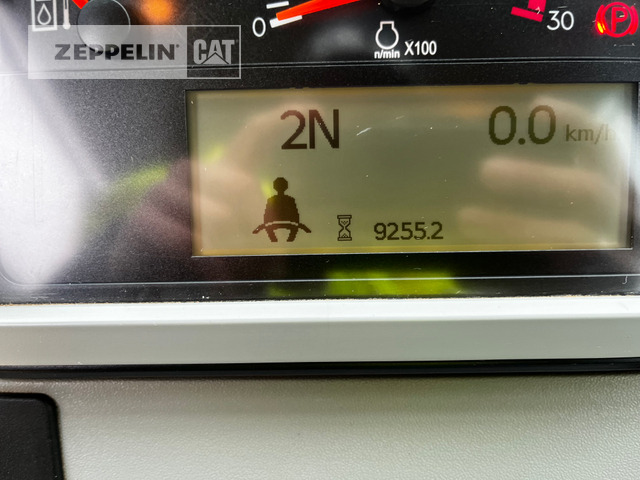 0 30 P
n/min X100
ZEPPELIN CAT
2N 0.0 km/h
9255.2